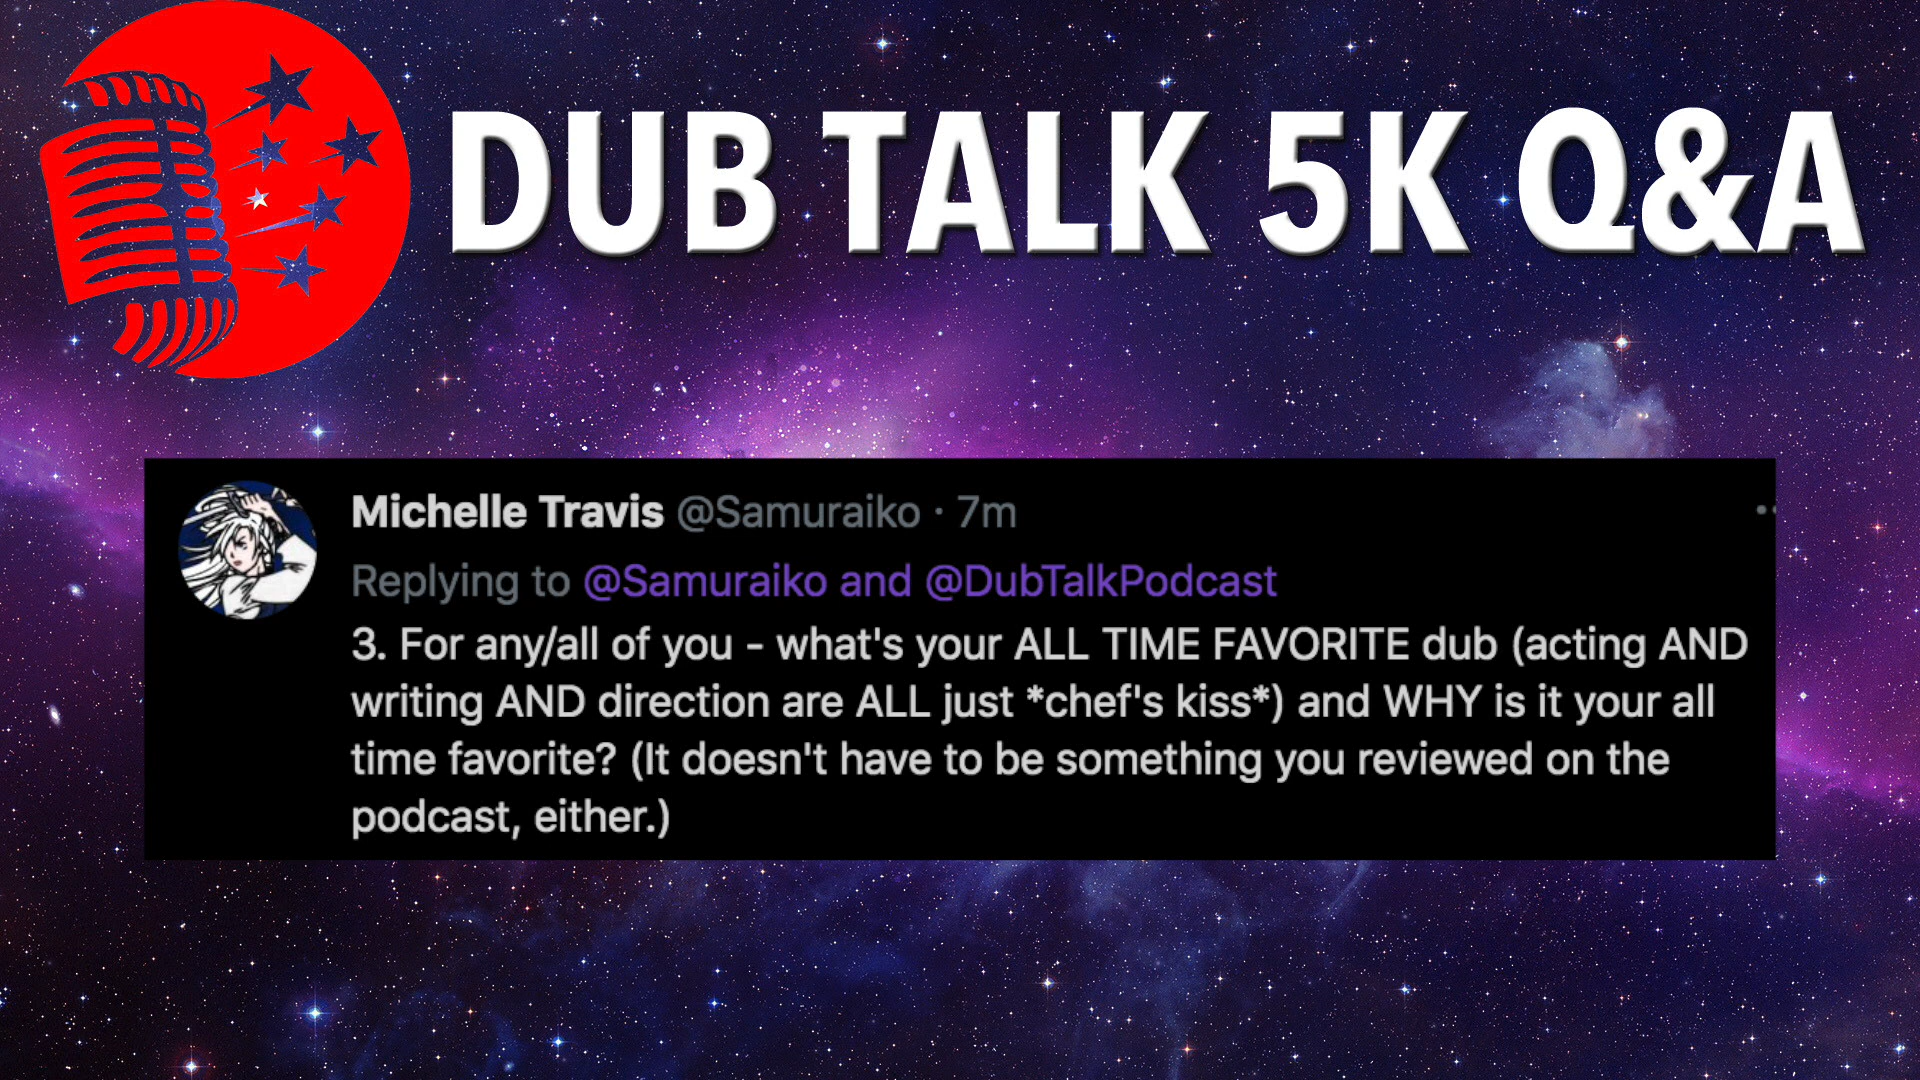 DUB TALK 5K Q&A
Michelle Travis @Samuraiko · 7m
Replying to @Samuraiko and @DubTalkPodcast
3. For any/all of you - what's your ALL TIME FAVORITE dub (acting AND
writing AND direction are ALL just *chef's kiss*) and WHY is it your all
time favorite? (It doesn't have to be something you reviewed on the
podcast, either.)